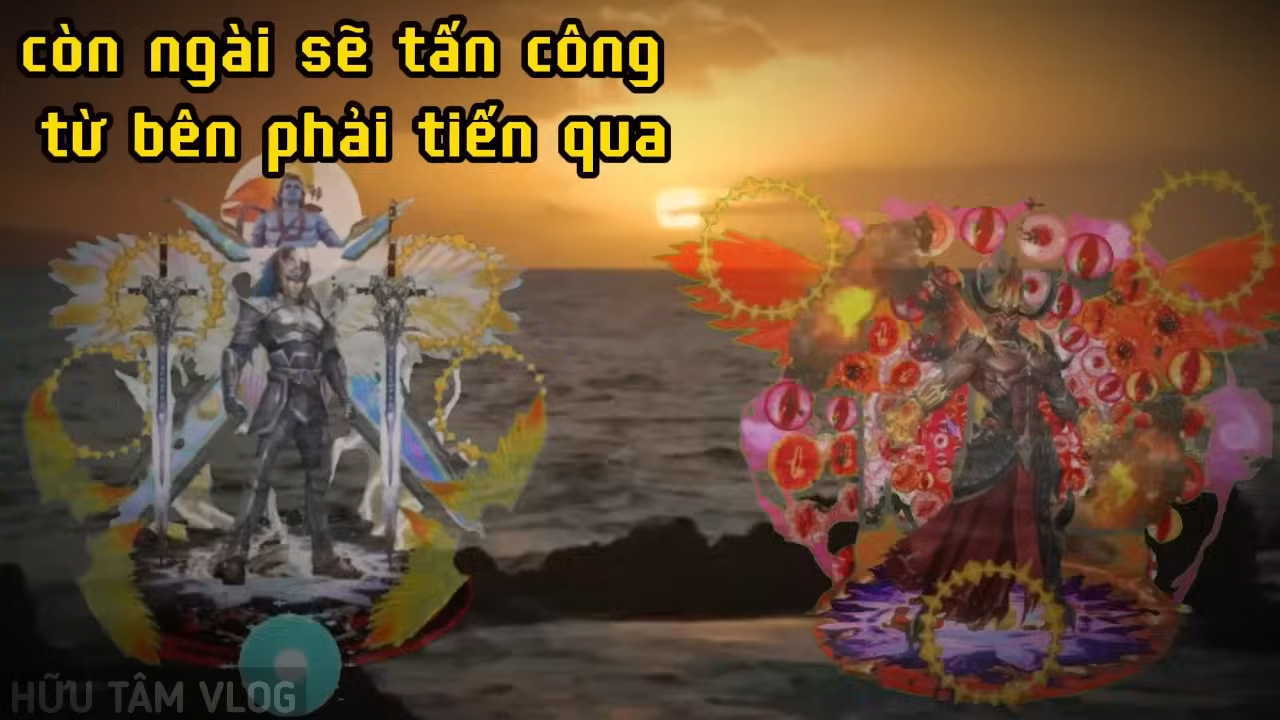 còn ngài sẽ tấn công
từ bên phải tiến qua
HỮU TÂM VLOG